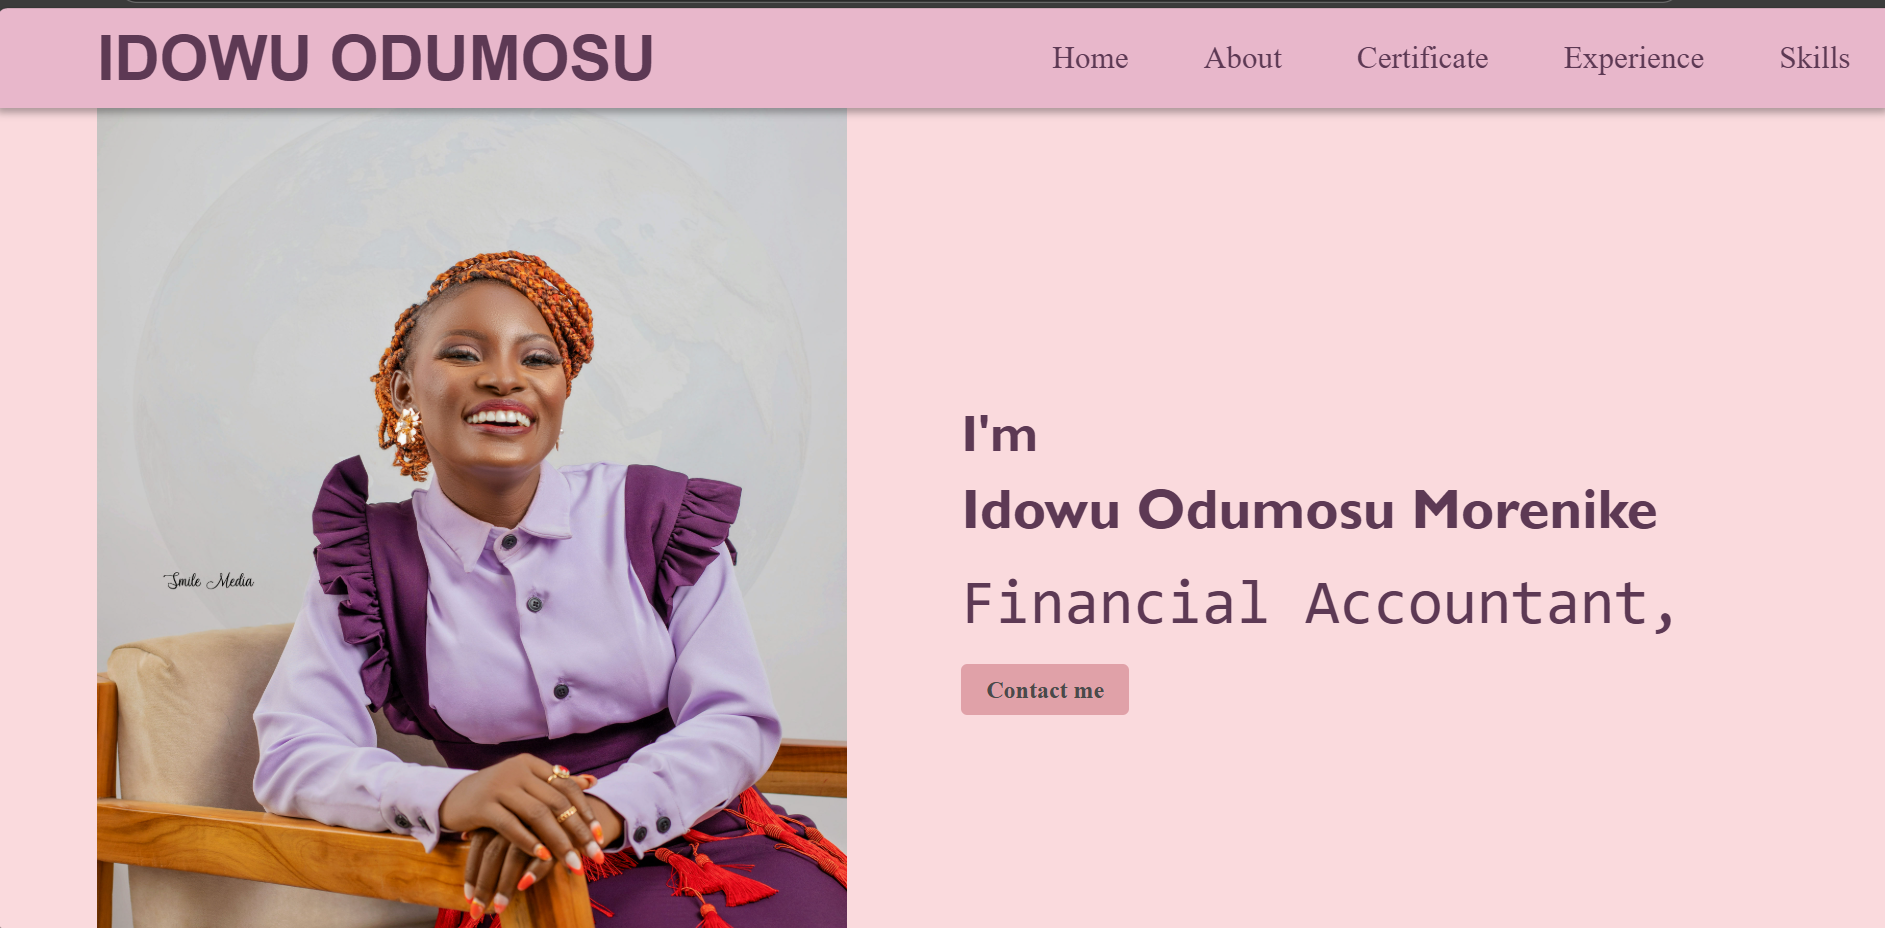 IDOWU ODUMOSU
Home About Certificate Experience Skills
Smile Media
I'm
Idowu Odumosu Morenike
Financial Accountant,
Contact me